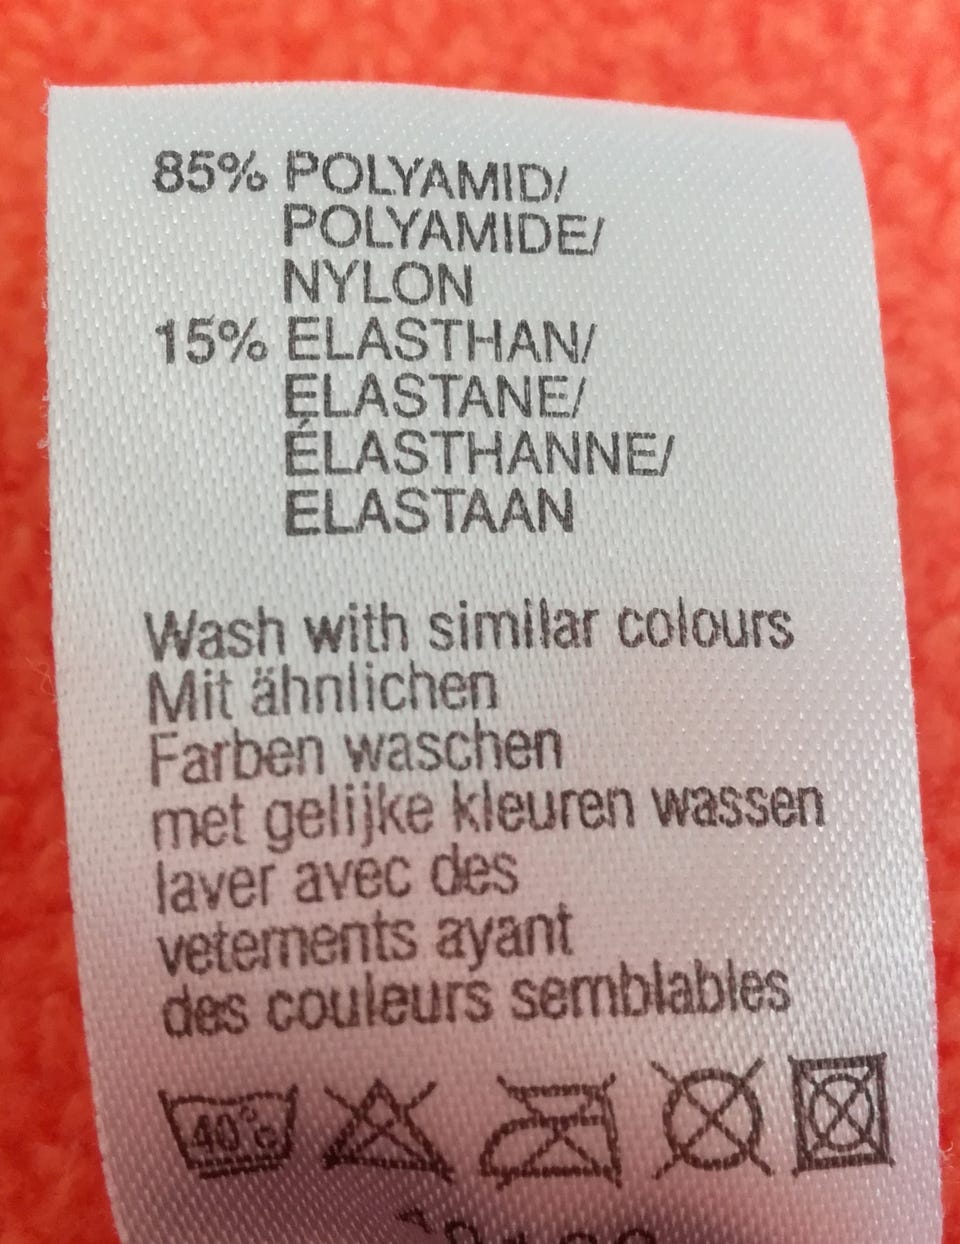 85% POLYAMID/
POLYAMIDE/
NYLON
15% ELASTHAN/
ELASTANE/
ÉLASTHANNE/
ELASTAAN
Wash with similar colours
Mit ähnlichen
Farben waschen
met gelijke kleuren wassen
laver avec des
vetements ayant
des couleurs semblables
40°C